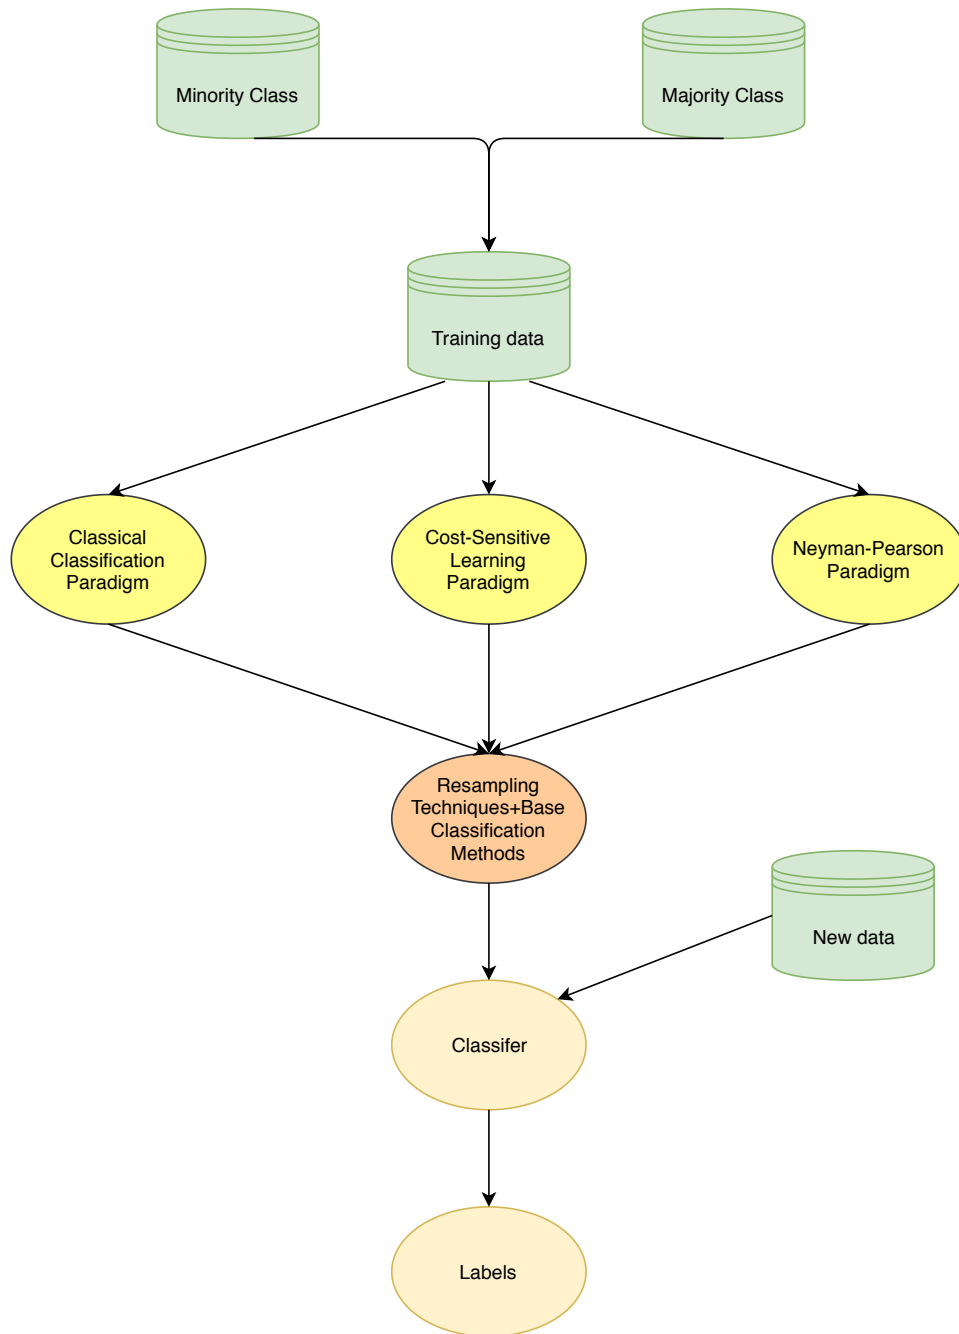 Minority Class
Majority Class
Training data
Classical
Classification
Paradigm
Cost-Sensitive
Learning
Paradigm
Neyman-Pearson
Paradigm
Resampling
Techniques+Base
Classification
Methods
New data
Classifer
Labels